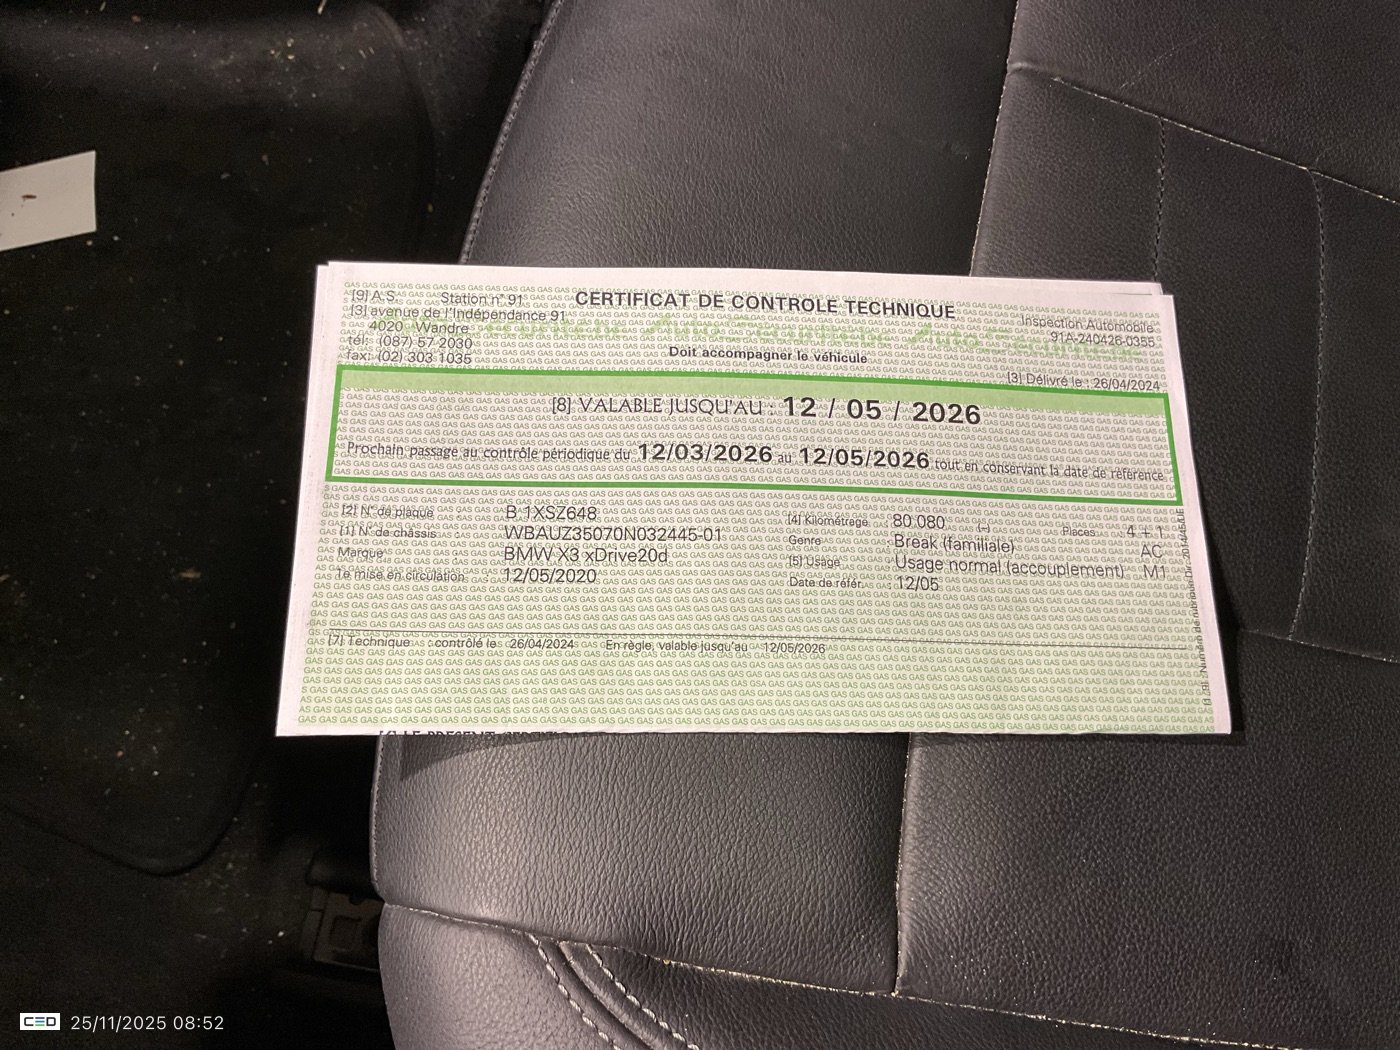 [9] A.S. Station n° 91
CERTIFICAT DE CONTROLE TECHNIQUE
[3] avenue de l'Indépendance 91
4020 Wandre
tél: (087) 57 2030
fax: (02) 303 1035
Doit accompagner le véhicule
Inspection Automobile
91A-240426-0355
[3] Délivré le : 26/04/2024
[8] VALABLE JUSQU'AU 12 / 05 / 2026
Prochain passage au contrôle périodique du 12/03/2026 au 12/05/2026 tout en conservant la date de référence
[2] N° de plaque : B 1XSZ648
[1] N° de châssis : WBAUZ35070N032445-01
Marque : BMW X3 xDrive20d
1e mise en circulation : 12/05/2020
[4] Kilométrage : 80.080 (-) Places 4 + 1
Genre : Break (familiale) AC
[5] Usage : Usage normal (accouplement) M1
Date de référ. : 12/05
[7] Technique : contrôlé le 26/04/2024 En règle, valable jusqu'au 12/05/2026
CED 25/11/2025 08:52